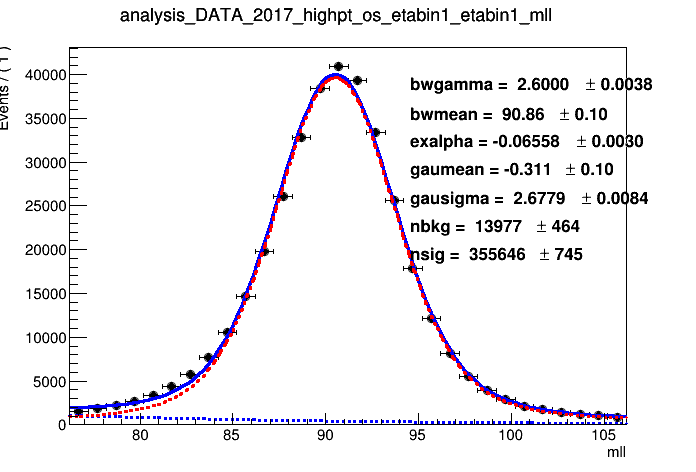 analysis_DATA_2017_highpt_os_etabin1_etabin1_mll
Events / ( 1 )
40000
35000
30000
25000
20000
15000
10000
5000
0
bwgamma = 2.6000 ± 0.0038
bwmean = 90.86 ± 0.10
exalpha = -0.06558 ± 0.0030
gaumean = -0.311 ± 0.10
gausigma = 2.6779 ± 0.0084
nbkg = 13977 ± 464
nsig = 355646 ± 745
80 85 90 95 100 105
mll